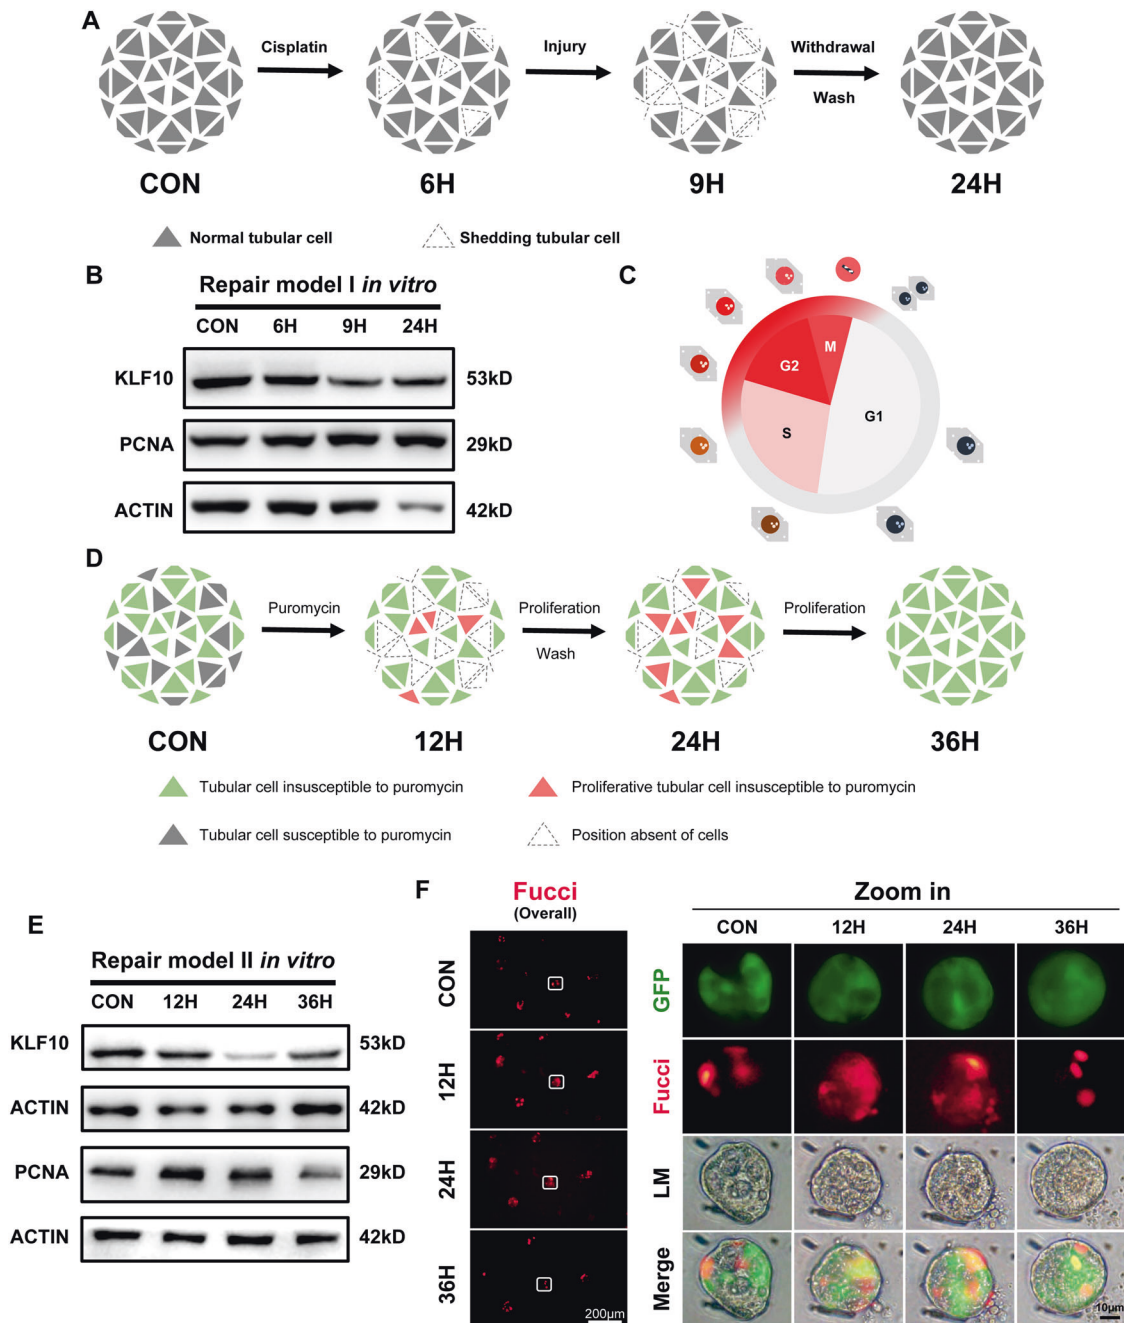 A
Cisplatin
Injury
Withdrawal
Wash
CON
6H
9H
24H
Normal tubular cell
Shedding tubular cell
B
Repair model I in vitro
CON 6H 9H 24H
KLF10 53kD
PCNA 29kD
ACTIN 42kD
C
M
G2
G1
S
D
Puromycin
Proliferation
Wash
Proliferation
CON
12H
24H
36H
Tubular cell insusceptible to puromycin
Proliferative tubular cell insusceptible to puromycin
Tubular cell susceptible to puromycin
Position absent of cells
E
Repair model II in vitro
CON 12H 24H 36H
KLF10 53kD
ACTIN 42kD
PCNA 29kD
ACTIN 42kD
F
Fucci
(Overall)
CON
12H
24H
36H
200μm
Zoom in
CON 12H 24H 36H
GFP
Fucci
LM
Merge
10μm